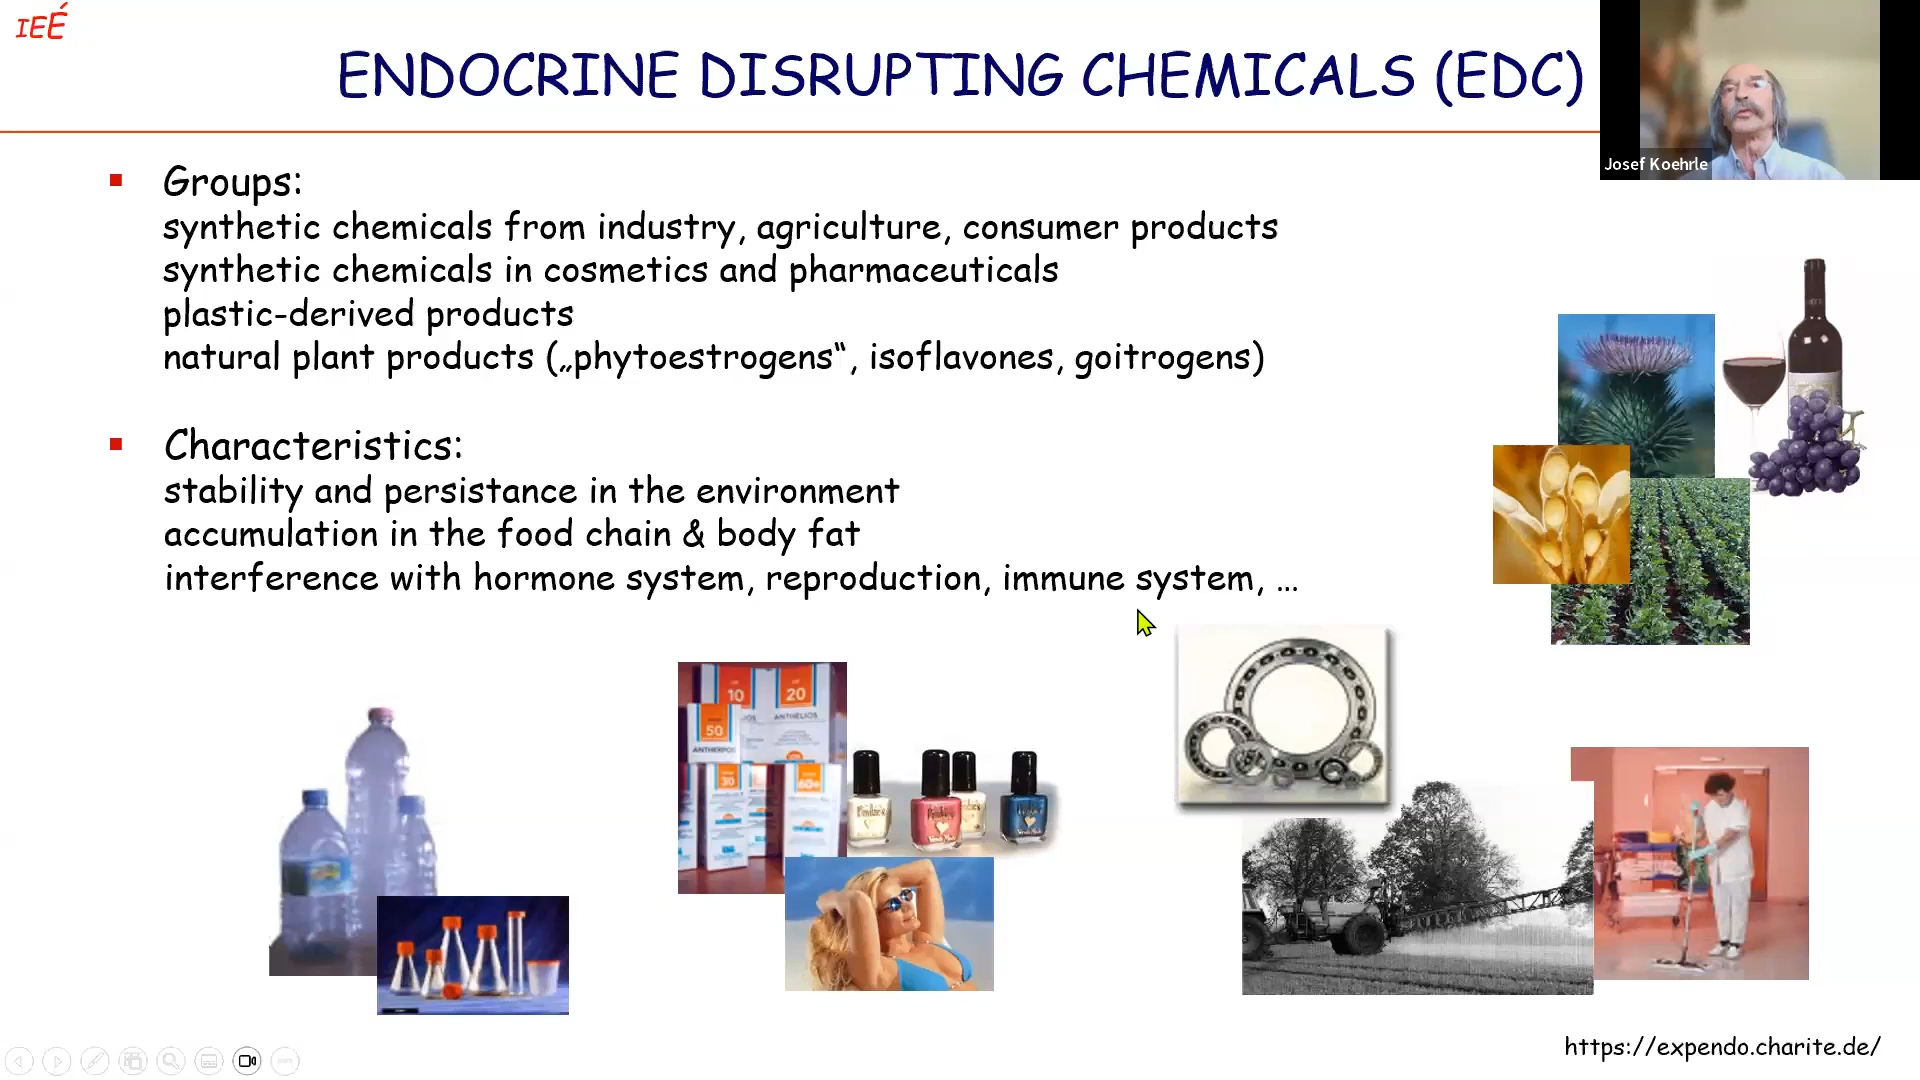 IEÉ
ENDOCRINE DISRUPTING CHEMICALS (EDC)
Josef Koehrle
Groups:
synthetic chemicals from industry, agriculture, consumer products
synthetic chemicals in cosmetics and pharmaceuticals
plastic-derived products
natural plant products („phytoestrogens“, isoflavones, goitrogens)
Characteristics:
stability and persistance in the environment
accumulation in the food chain & body fat
interference with hormone system, reproduction, immune system, ...
10
20
ANTHELIOS
50
30
60+
https://expendo.charite.de/